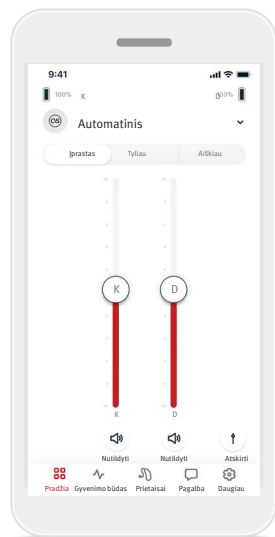 9:41
100% K 100%
Automatinis
Įprastas Tyliau Aiškiau
K D
K D
Nutildyti Nutildyti Atskirti
Pradžia Gyvenimo būdas Prietaisai Pagalba Daugiau